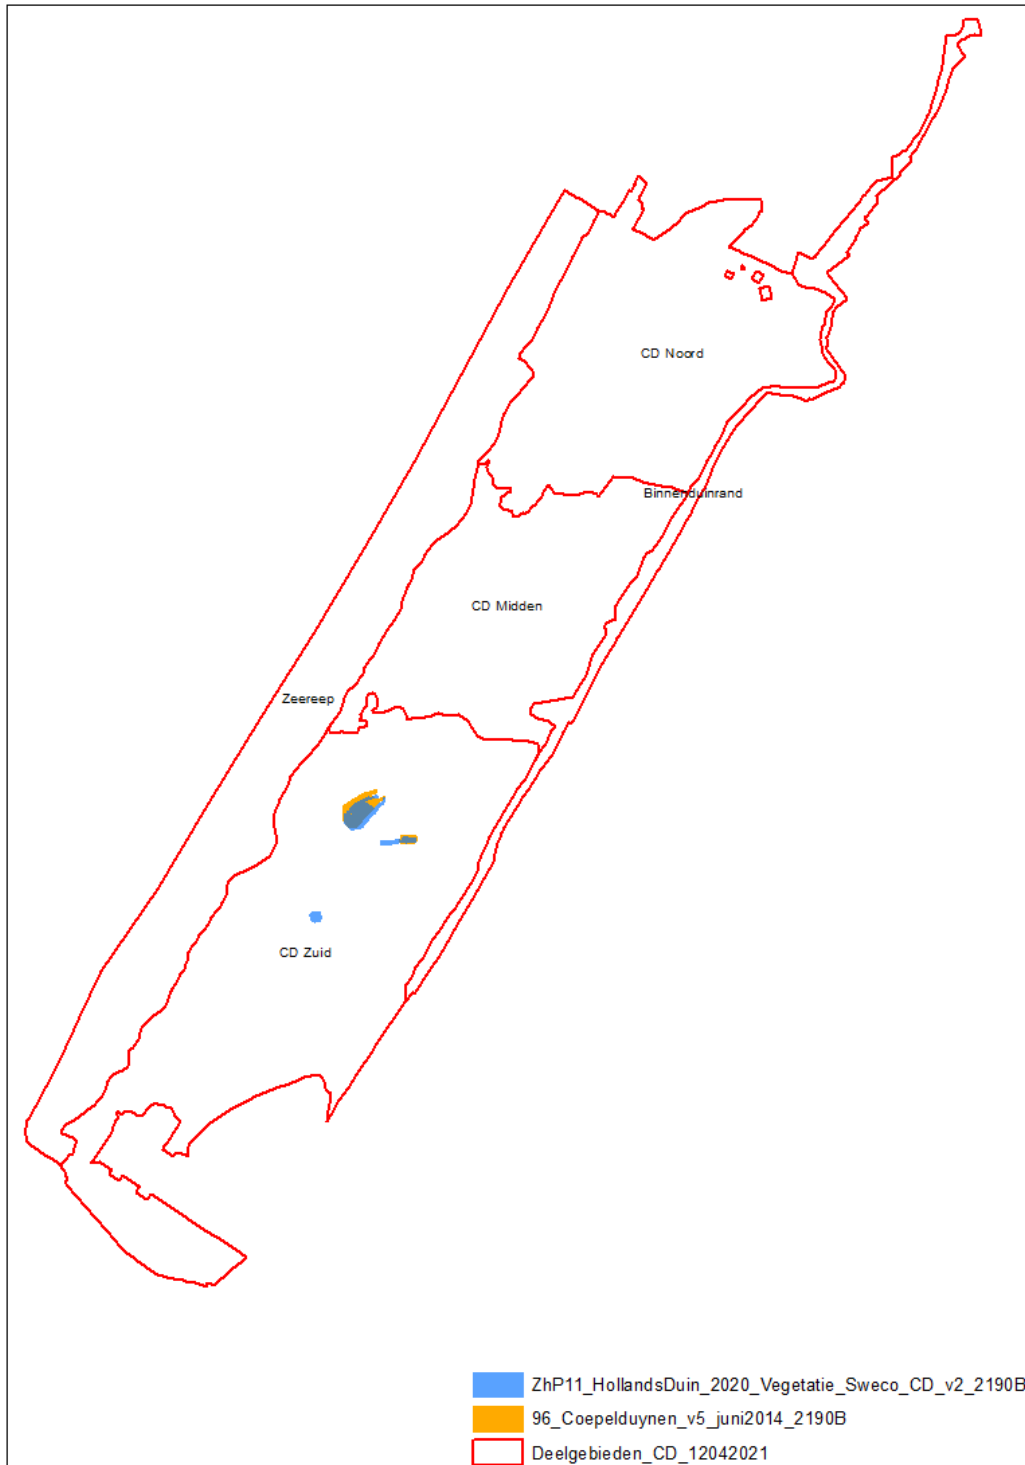 CD Noord
Binnenduinrand
CD Midden
Zeereep
CD Zuid
ZhP11_HollandsDuin_2020_Vegetatie_Sweco_CD_v2_2190B
96_Coepelduynen_v5_juni2014_2190B
Deelgebieden_CD_12042021